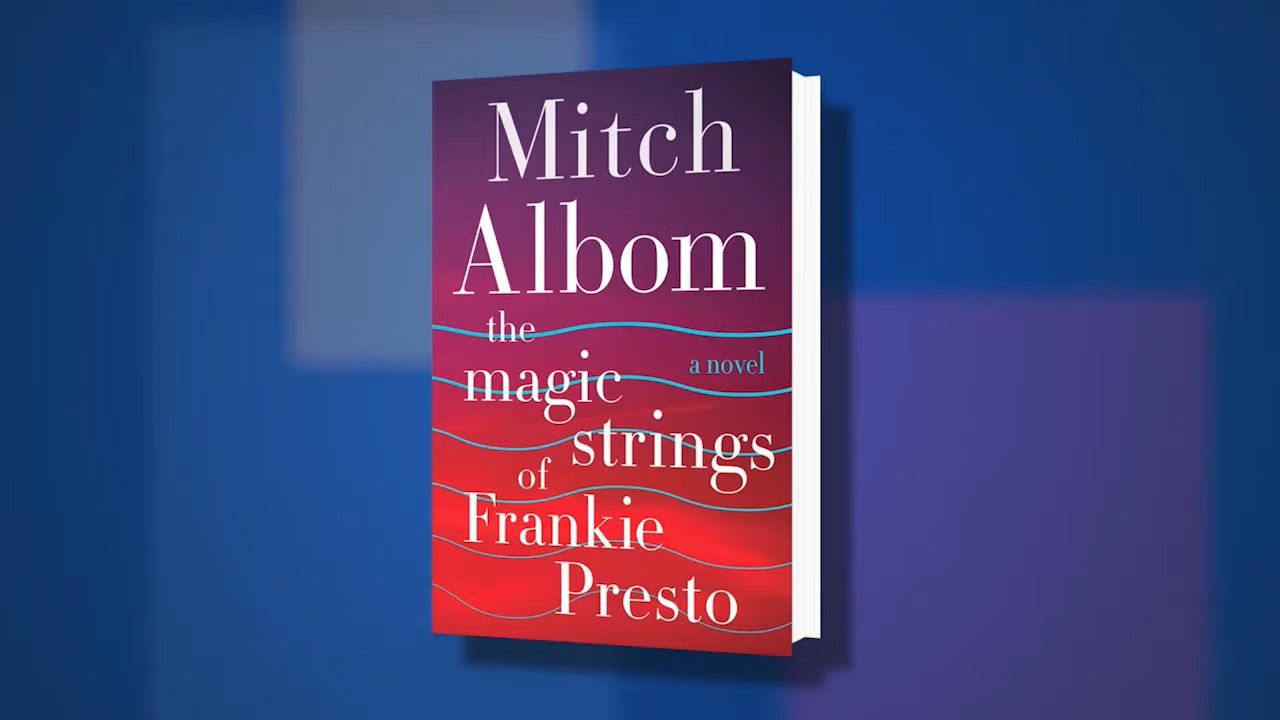 Mitch
Albom
the
magic
a novel
strings
of
Frankie
Presto